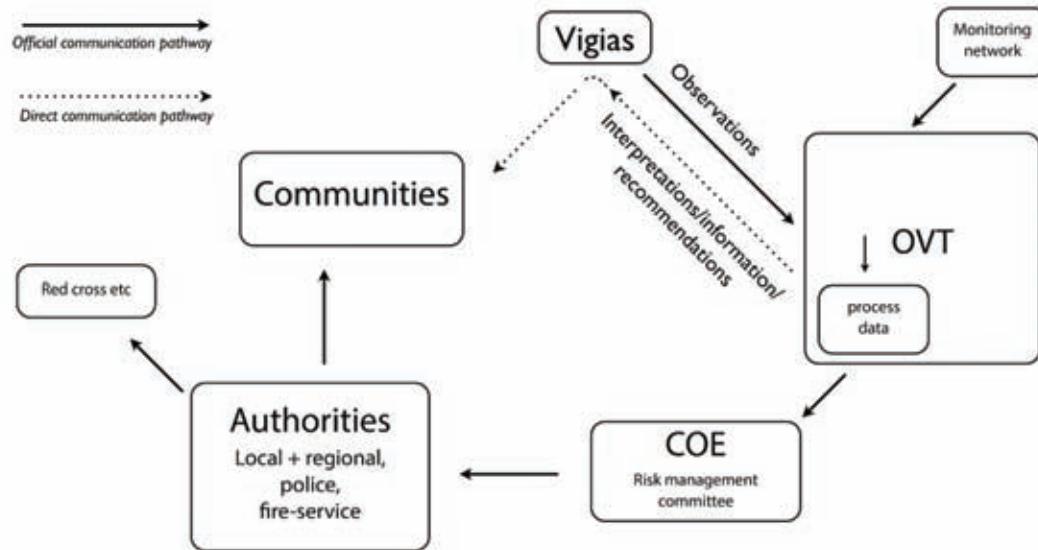 Official communication pathway
Direct communication pathway
Vigias
Monitoring
network
Observations
Interpretations/information/
recommendations
Communities
OVT
process
data
Red cross etc
Authorities
Local + regional,
police,
fire-service
COE
Risk management
committee